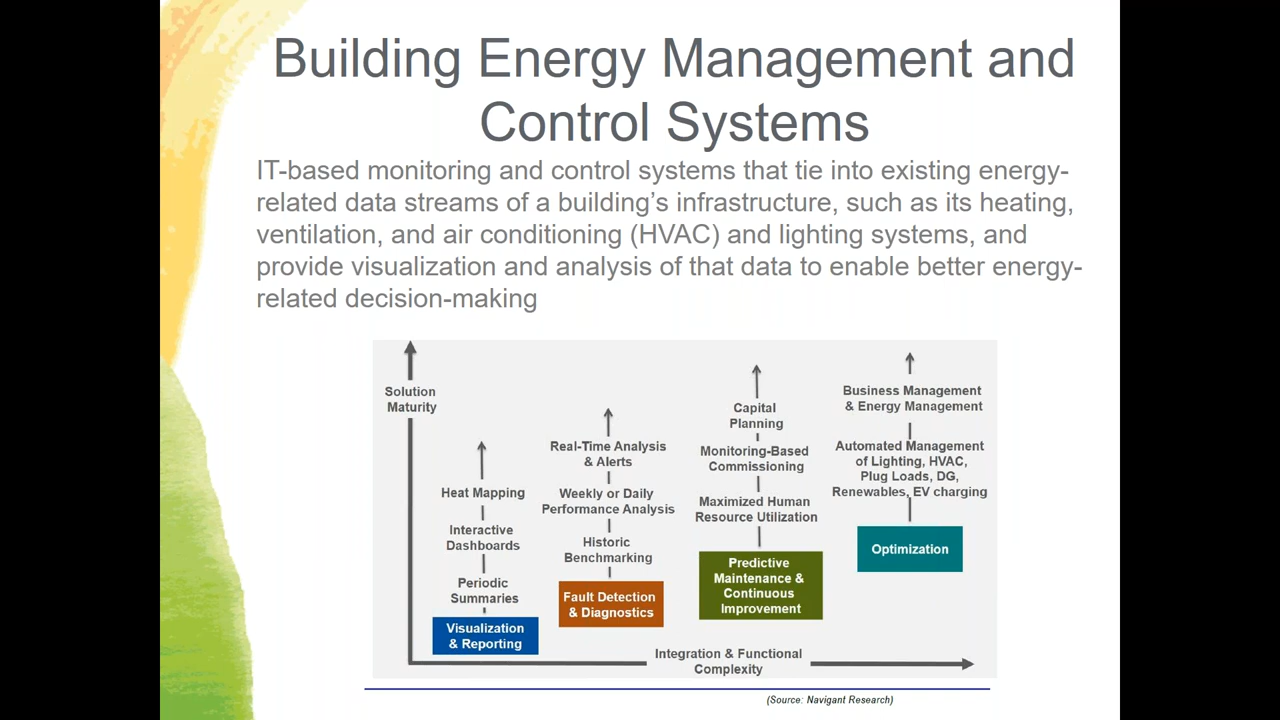 Building Energy Management and
Control Systems
IT-based monitoring and control systems that tie into existing energy-
related data streams of a building’s infrastructure, such as its heating,
ventilation, and air conditioning (HVAC) and lighting systems, and
provide visualization and analysis of that data to enable better energy-
related decision-making
Solution
Maturity
Heat Mapping
Interactive
Dashboards
Periodic
Summaries
Visualization
& Reporting
Real-Time Analysis
& Alerts
Weekly or Daily
Performance Analysis
Historic
Benchmarking
Fault Detection
& Diagnostics
Capital
Planning
Monitoring-Based
Commissioning
Maximized Human
Resource Utilization
Predictive
Maintenance &
Continuous
Improvement
Business Management
& Energy Management
Automated Management
of Lighting, HVAC,
Plug Loads, DG,
Renewables, EV charging
Optimization
Integration & Functional
Complexity
(Source: Navigant Research)